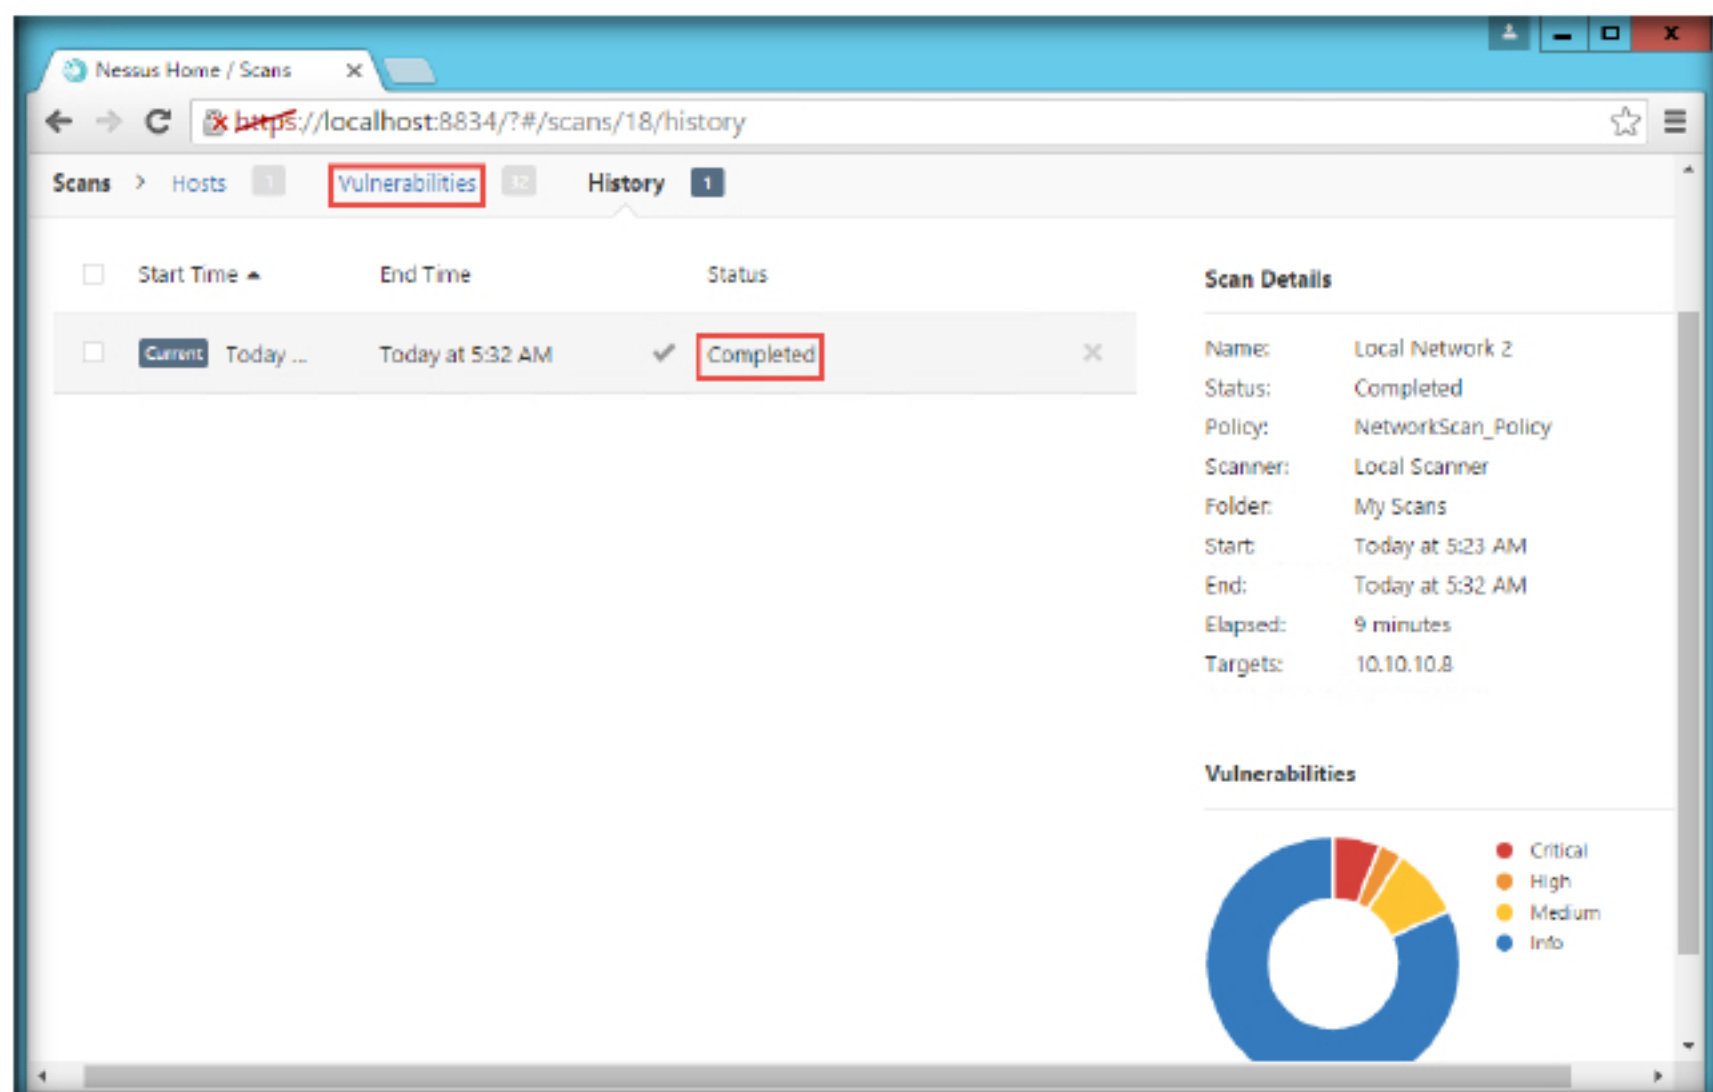 Nessus Home / Scans
https://localhost:8834/?#/scans/18/history
Scans > Hosts 1 Vulnerabilities 32 History 1
Start Time End Time Status
Current Today ... Today at 5:32 AM Completed
Scan Details
Name: Local Network 2
Status: Completed
Policy: NetworkScan_Policy
Scanner: Local Scanner
Folder: My Scans
Start: Today at 5:23 AM
End: Today at 5:32 AM
Elapsed: 9 minutes
Targets: 10.10.10.8
Vulnerabilities
Critical
High
Medium
Info